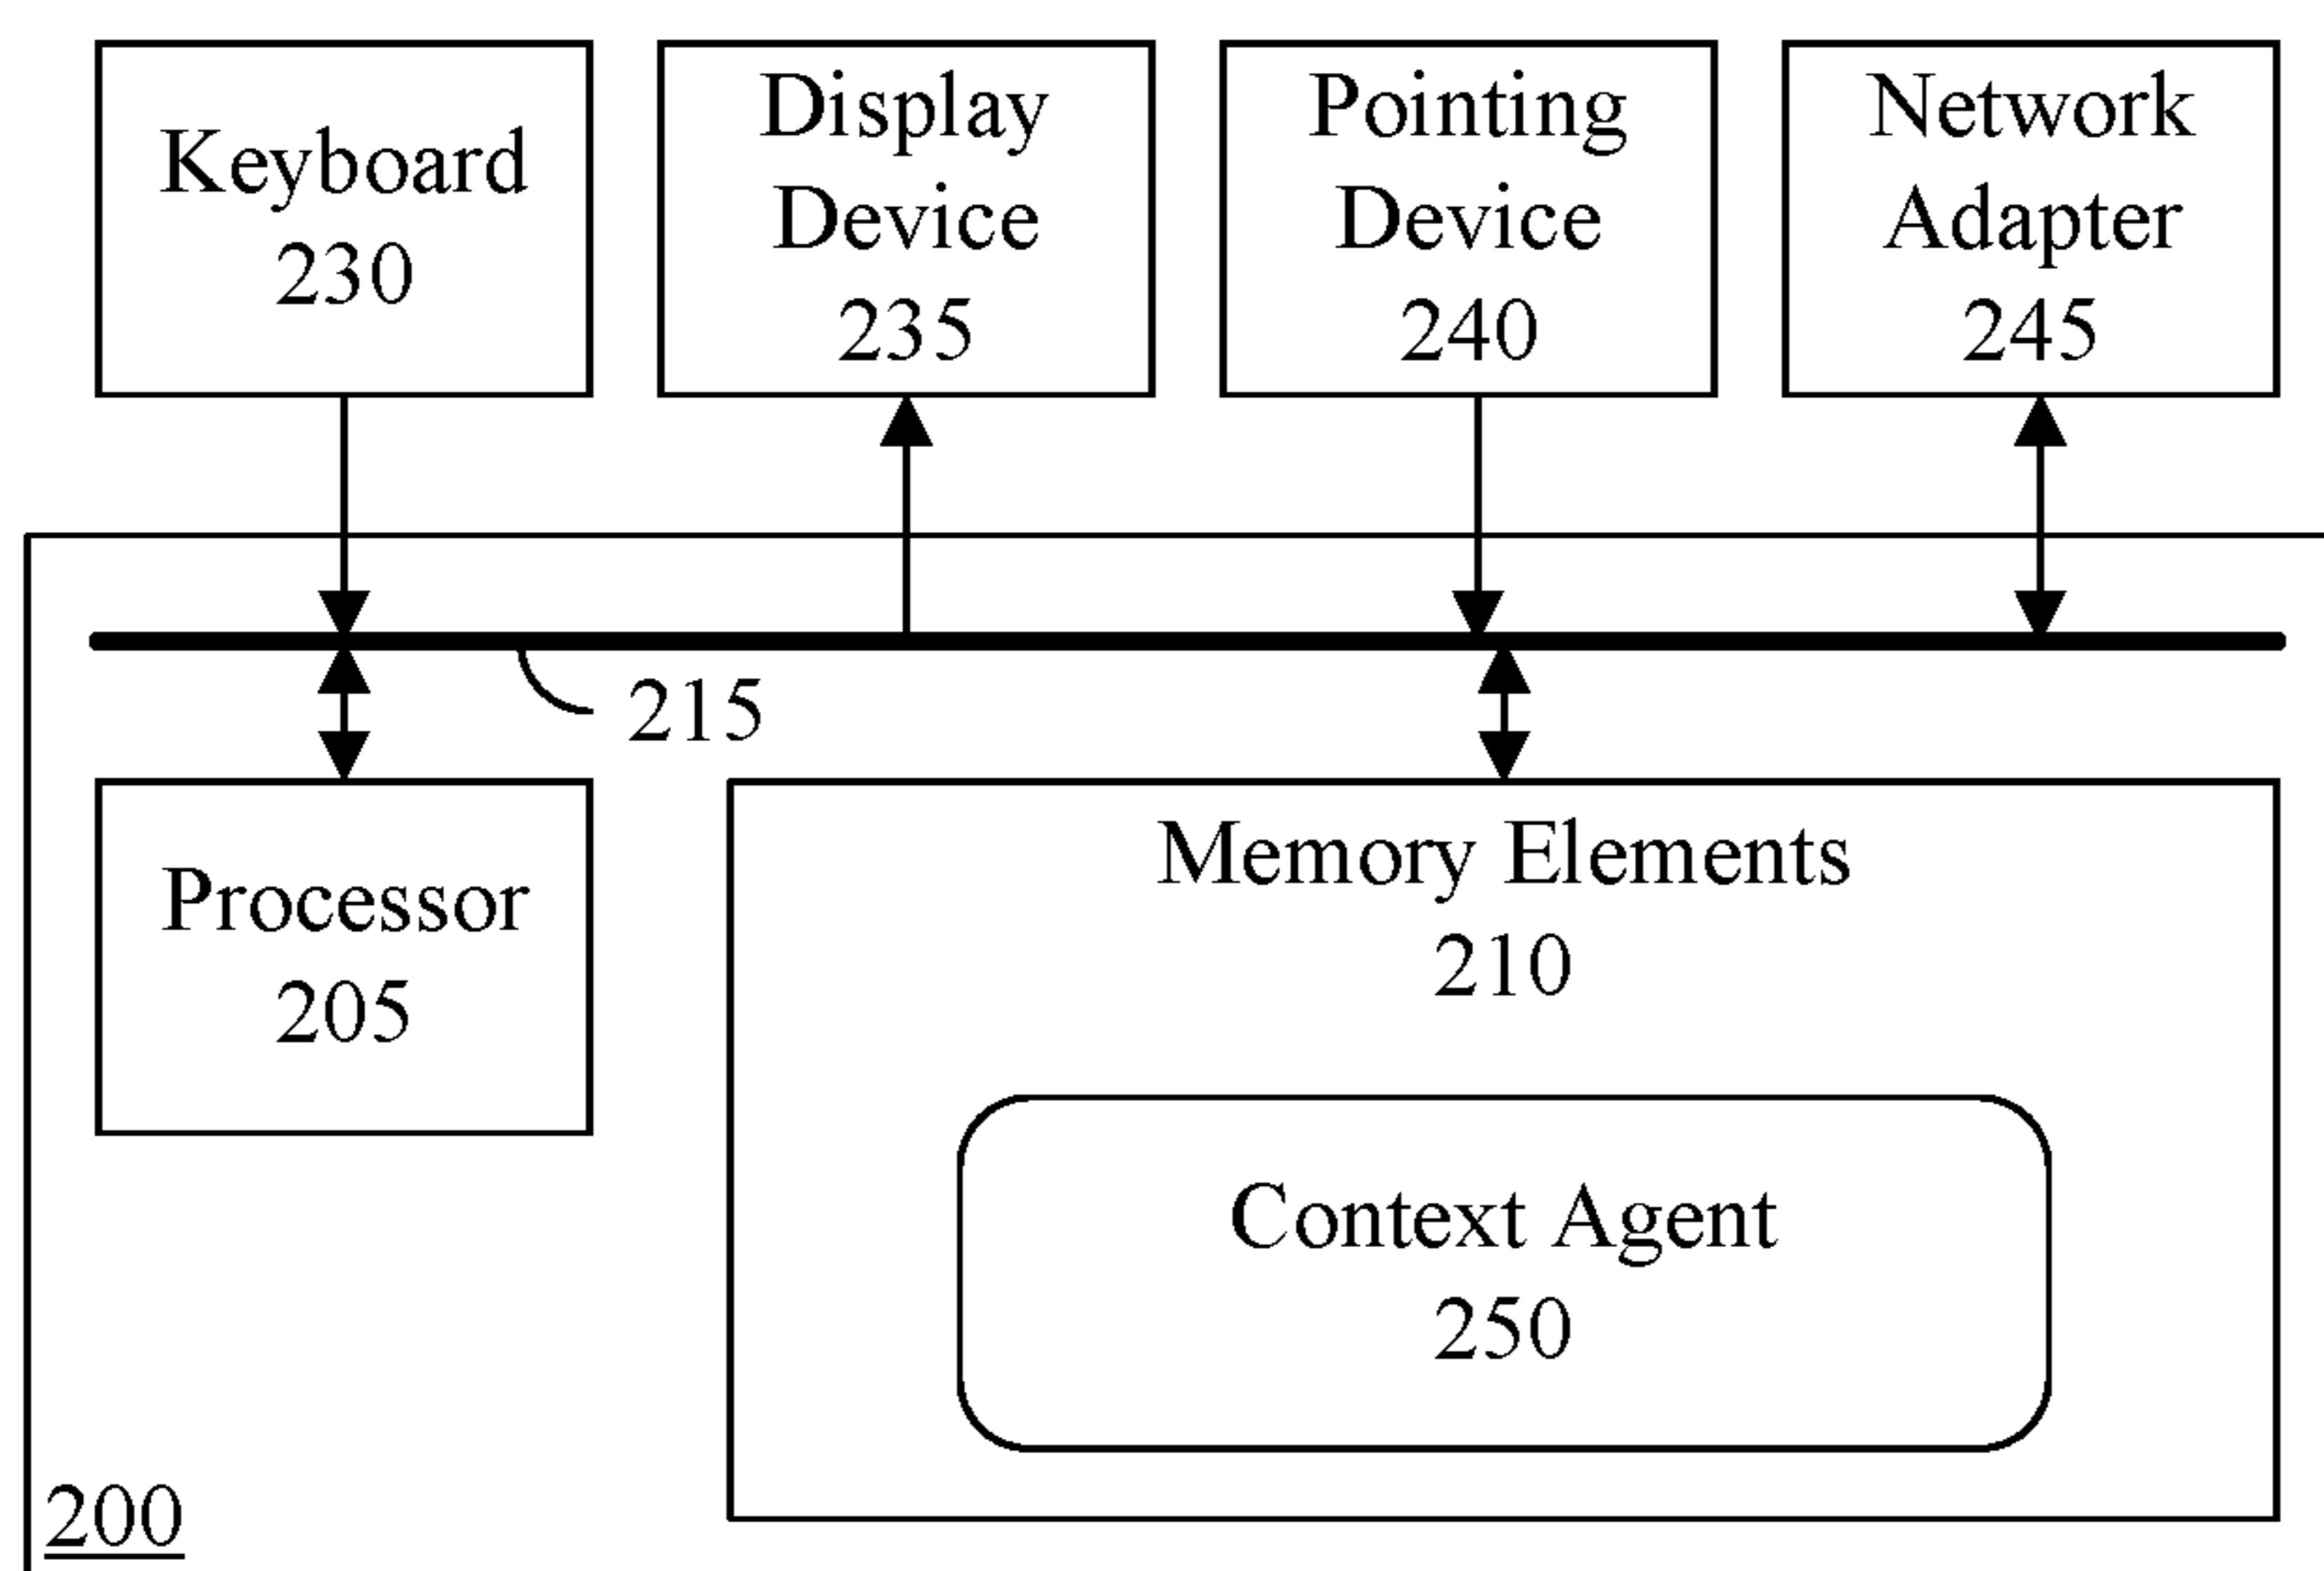 Keyboard
230
Display
Device
235
Pointing
Device
240
Network
Adapter
245
215
Processor
205
Memory Elements
210
Context Agent
250
200